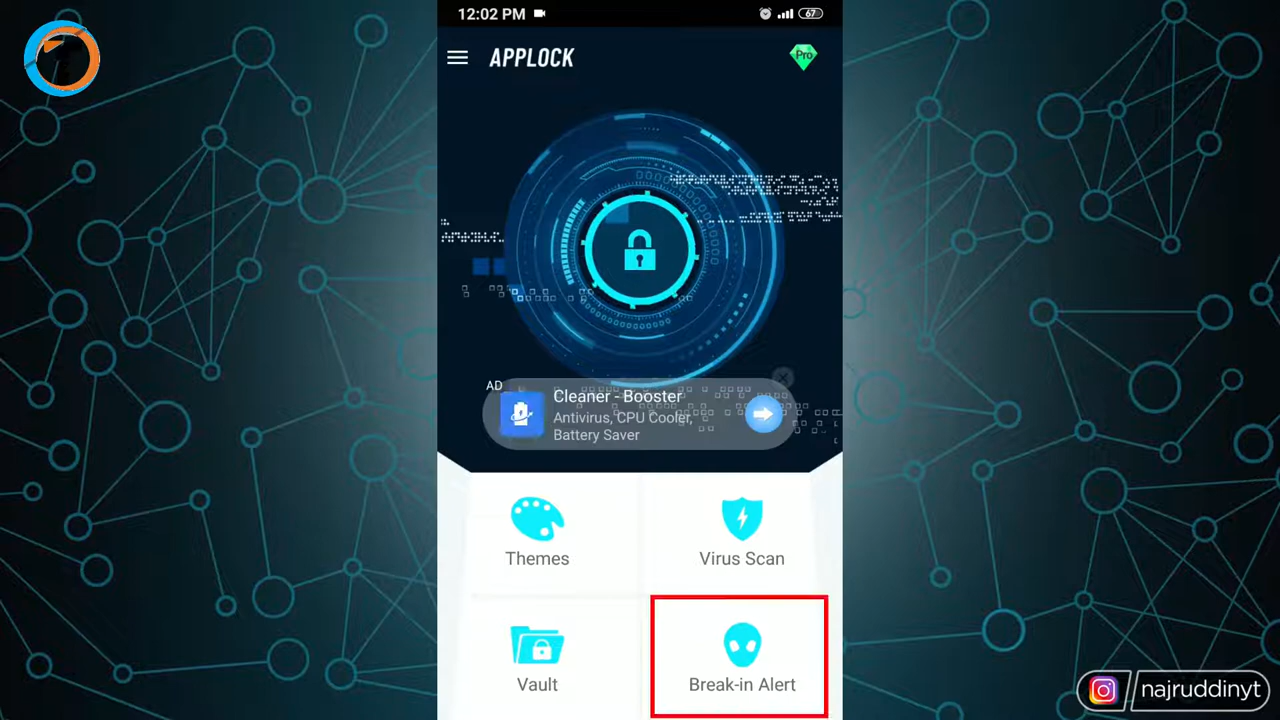 12:02 PM
67
APPLOCK
Pro
AD
Cleaner - Booster
Antivirus, CPU Cooler,
Battery Saver
Themes
Virus Scan
Vault
Break-in Alert
najruddinyt